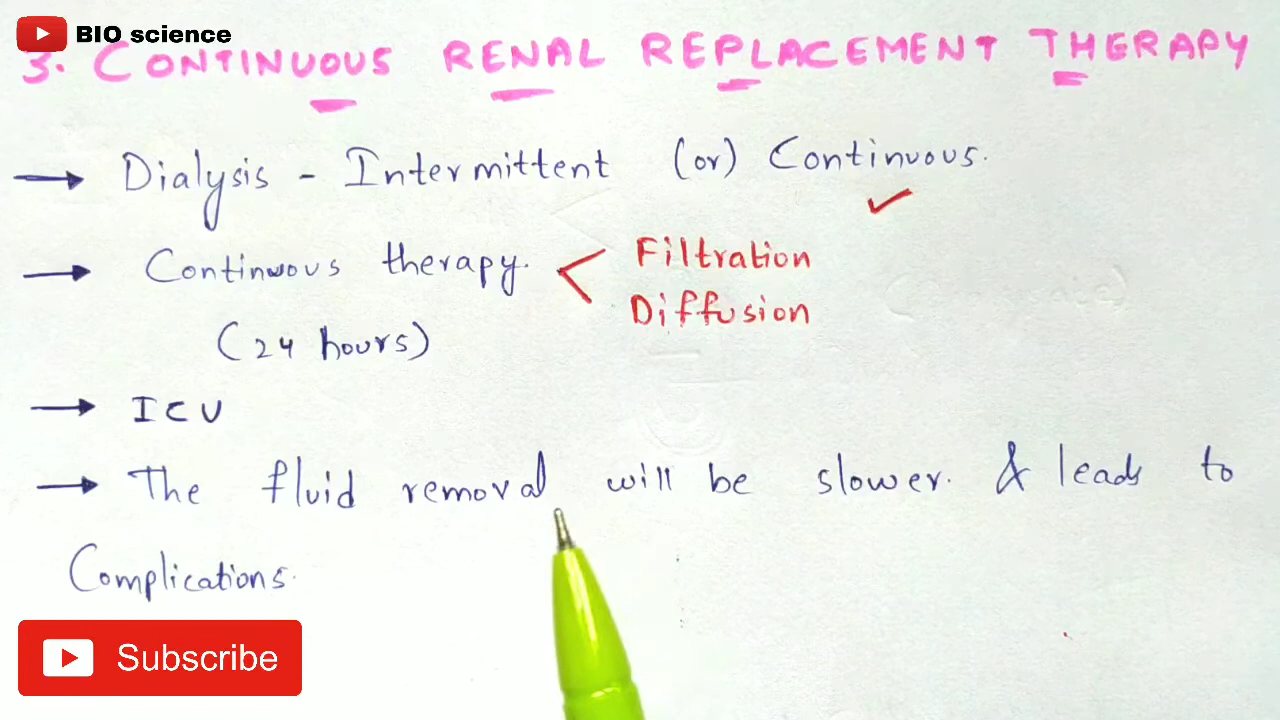 BIO science
3. CONTINUOUS RENAL REPLACEMENT THERAPY
→ Dialysis - Intermittent (or) Continuous.
✓
→ Continuous therapy. < Filtration
Diffusion
(24 hours)
→ ICU
→ The fluid removal will be slower. & leads to
Complications.
Subscribe